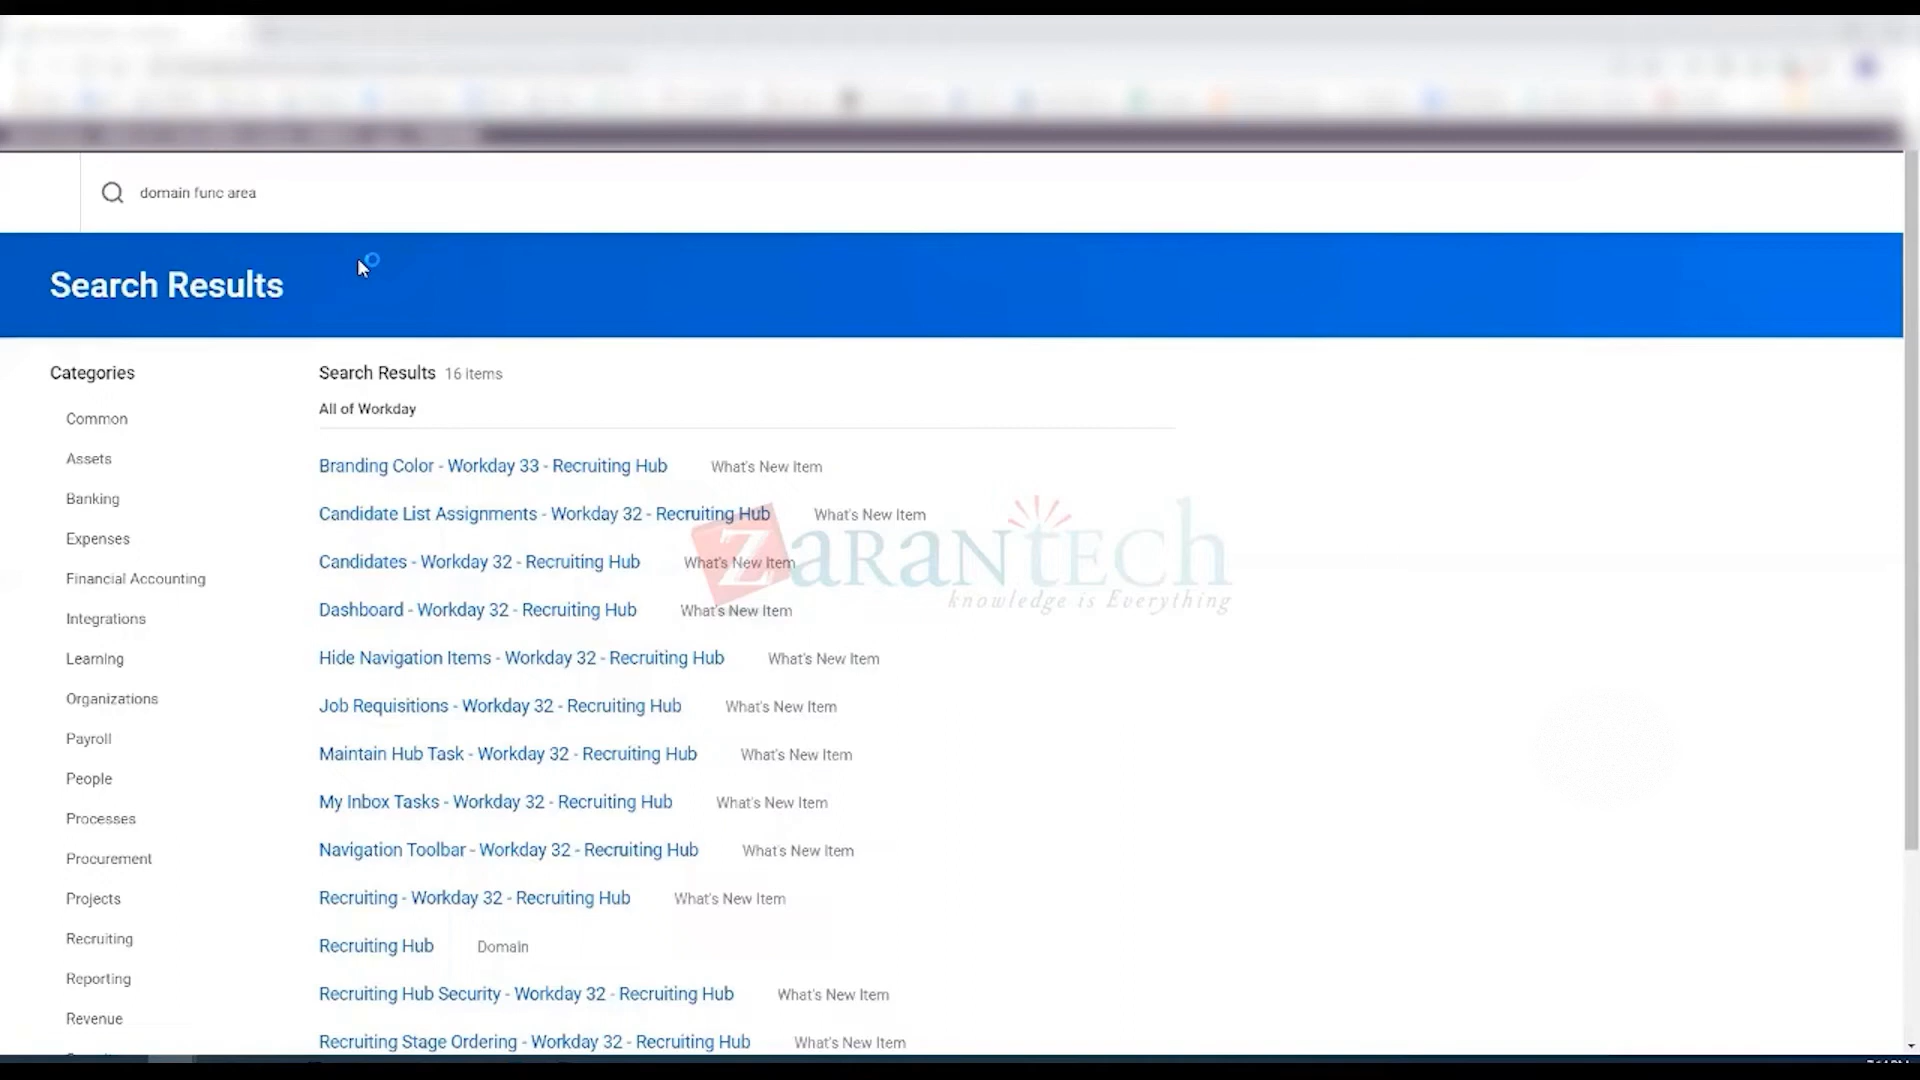 domain func area
Search Results
Categories
Common
Assets
Banking
Expenses
Financial Accounting
Integrations
Learning
Organizations
Payroll
People
Processes
Procurement
Projects
Recruiting
Reporting
Revenue
Search Results 16 items
All of Workday
Branding Color - Workday 33 - Recruiting Hub What's New Item
Candidate List Assignments - Workday 32 - Recruiting Hub What's New Item
Candidates - Workday 32 - Recruiting Hub What's New Item
Dashboard - Workday 32 - Recruiting Hub What's New Item
Hide Navigation Items - Workday 32 - Recruiting Hub What's New Item
Job Requisitions - Workday 32 - Recruiting Hub What's New Item
Maintain Hub Task - Workday 32 - Recruiting Hub What's New Item
My Inbox Tasks - Workday 32 - Recruiting Hub What's New Item
Navigation Toolbar - Workday 32 - Recruiting Hub What's New Item
Recruiting - Workday 32 - Recruiting Hub What's New Item
Recruiting Hub Domain
Recruiting Hub Security - Workday 32 - Recruiting Hub What's New Item
Recruiting Stage Ordering - Workday 32 - Recruiting Hub What's New Item
zaranTech
knowledge is Everything